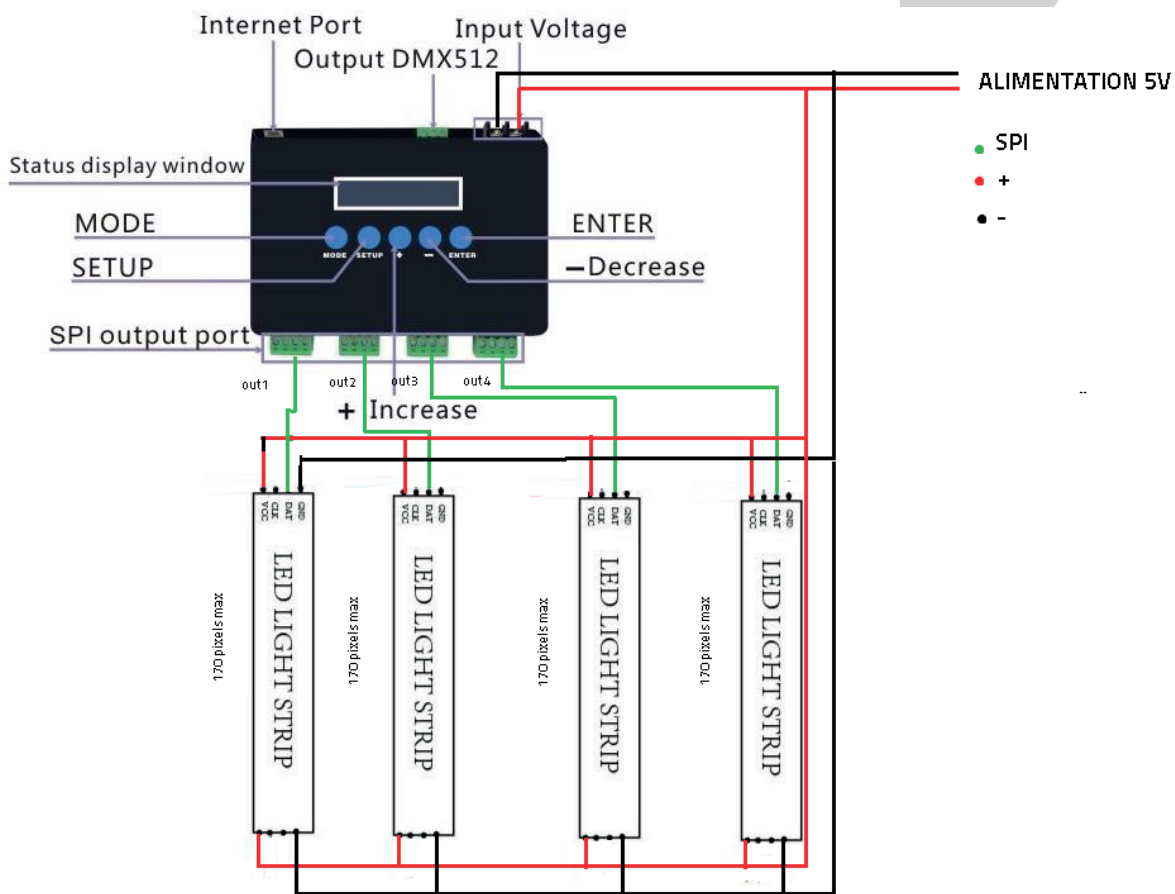 Internet Port
Input Voltage
Output DMX512
ALIMENTATION 5V
SPI
+
-
Status display window
MODE
SETUP
ENTER
—Decrease
MODE SETUP + — ENTER
SPI output port
out1
out2
out3
out4
+ Increase
--
VCC
CLK
DAT
GND
VCC
CLK
DAT
GND
VCC
CLK
DAT
GND
VCC
CLK
DAT
GND
170 pixels max
LED LIGHT STRIP
170 pixels max
LED LIGHT STRIP
170 pixels max
LED LIGHT STRIP
170 pixels max
LED LIGHT STRIP